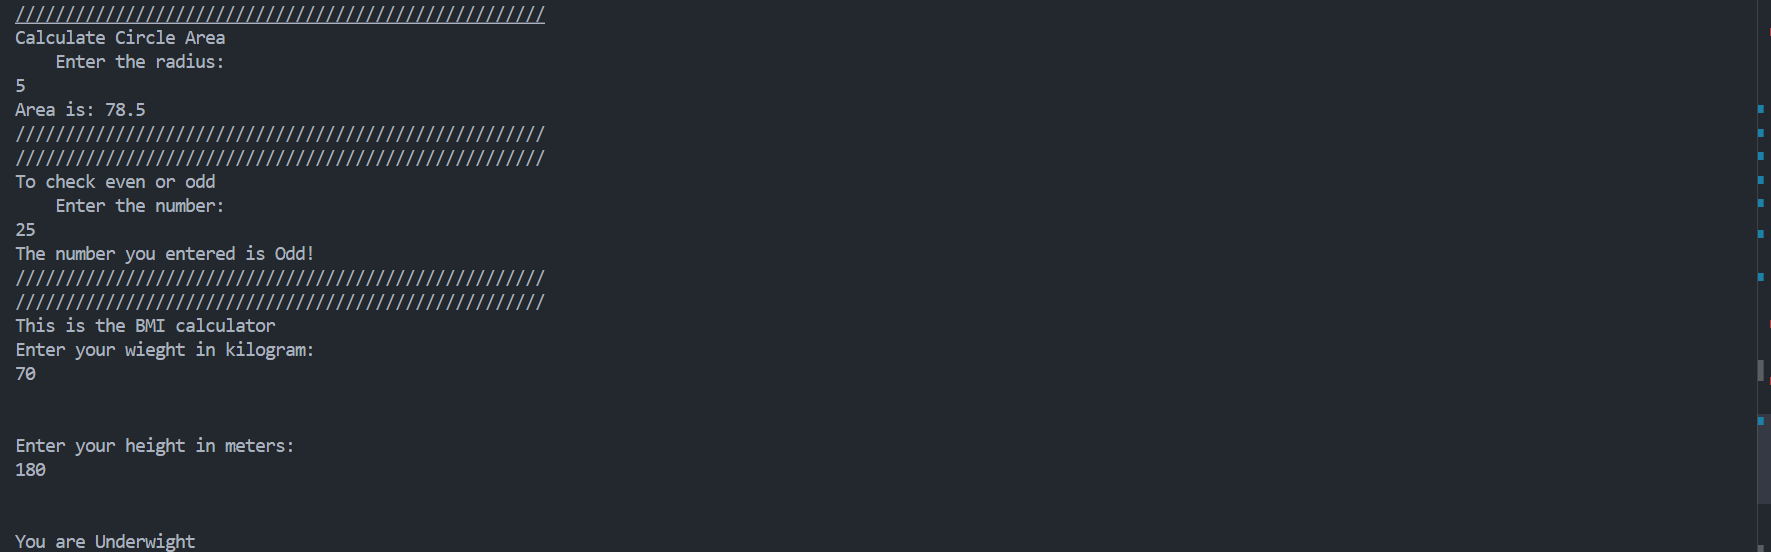 /////////////////////////////////////////////////////
Calculate Circle Area
    Enter the radius:
5
Area is: 78.5
/////////////////////////////////////////////////////
/////////////////////////////////////////////////////
To check even or odd
    Enter the number:
25
The number you entered is Odd!
/////////////////////////////////////////////////////
/////////////////////////////////////////////////////
This is the BMI calculator
Enter your wieght in kilogram:
70
Enter your height in meters:
180
You are Underwight